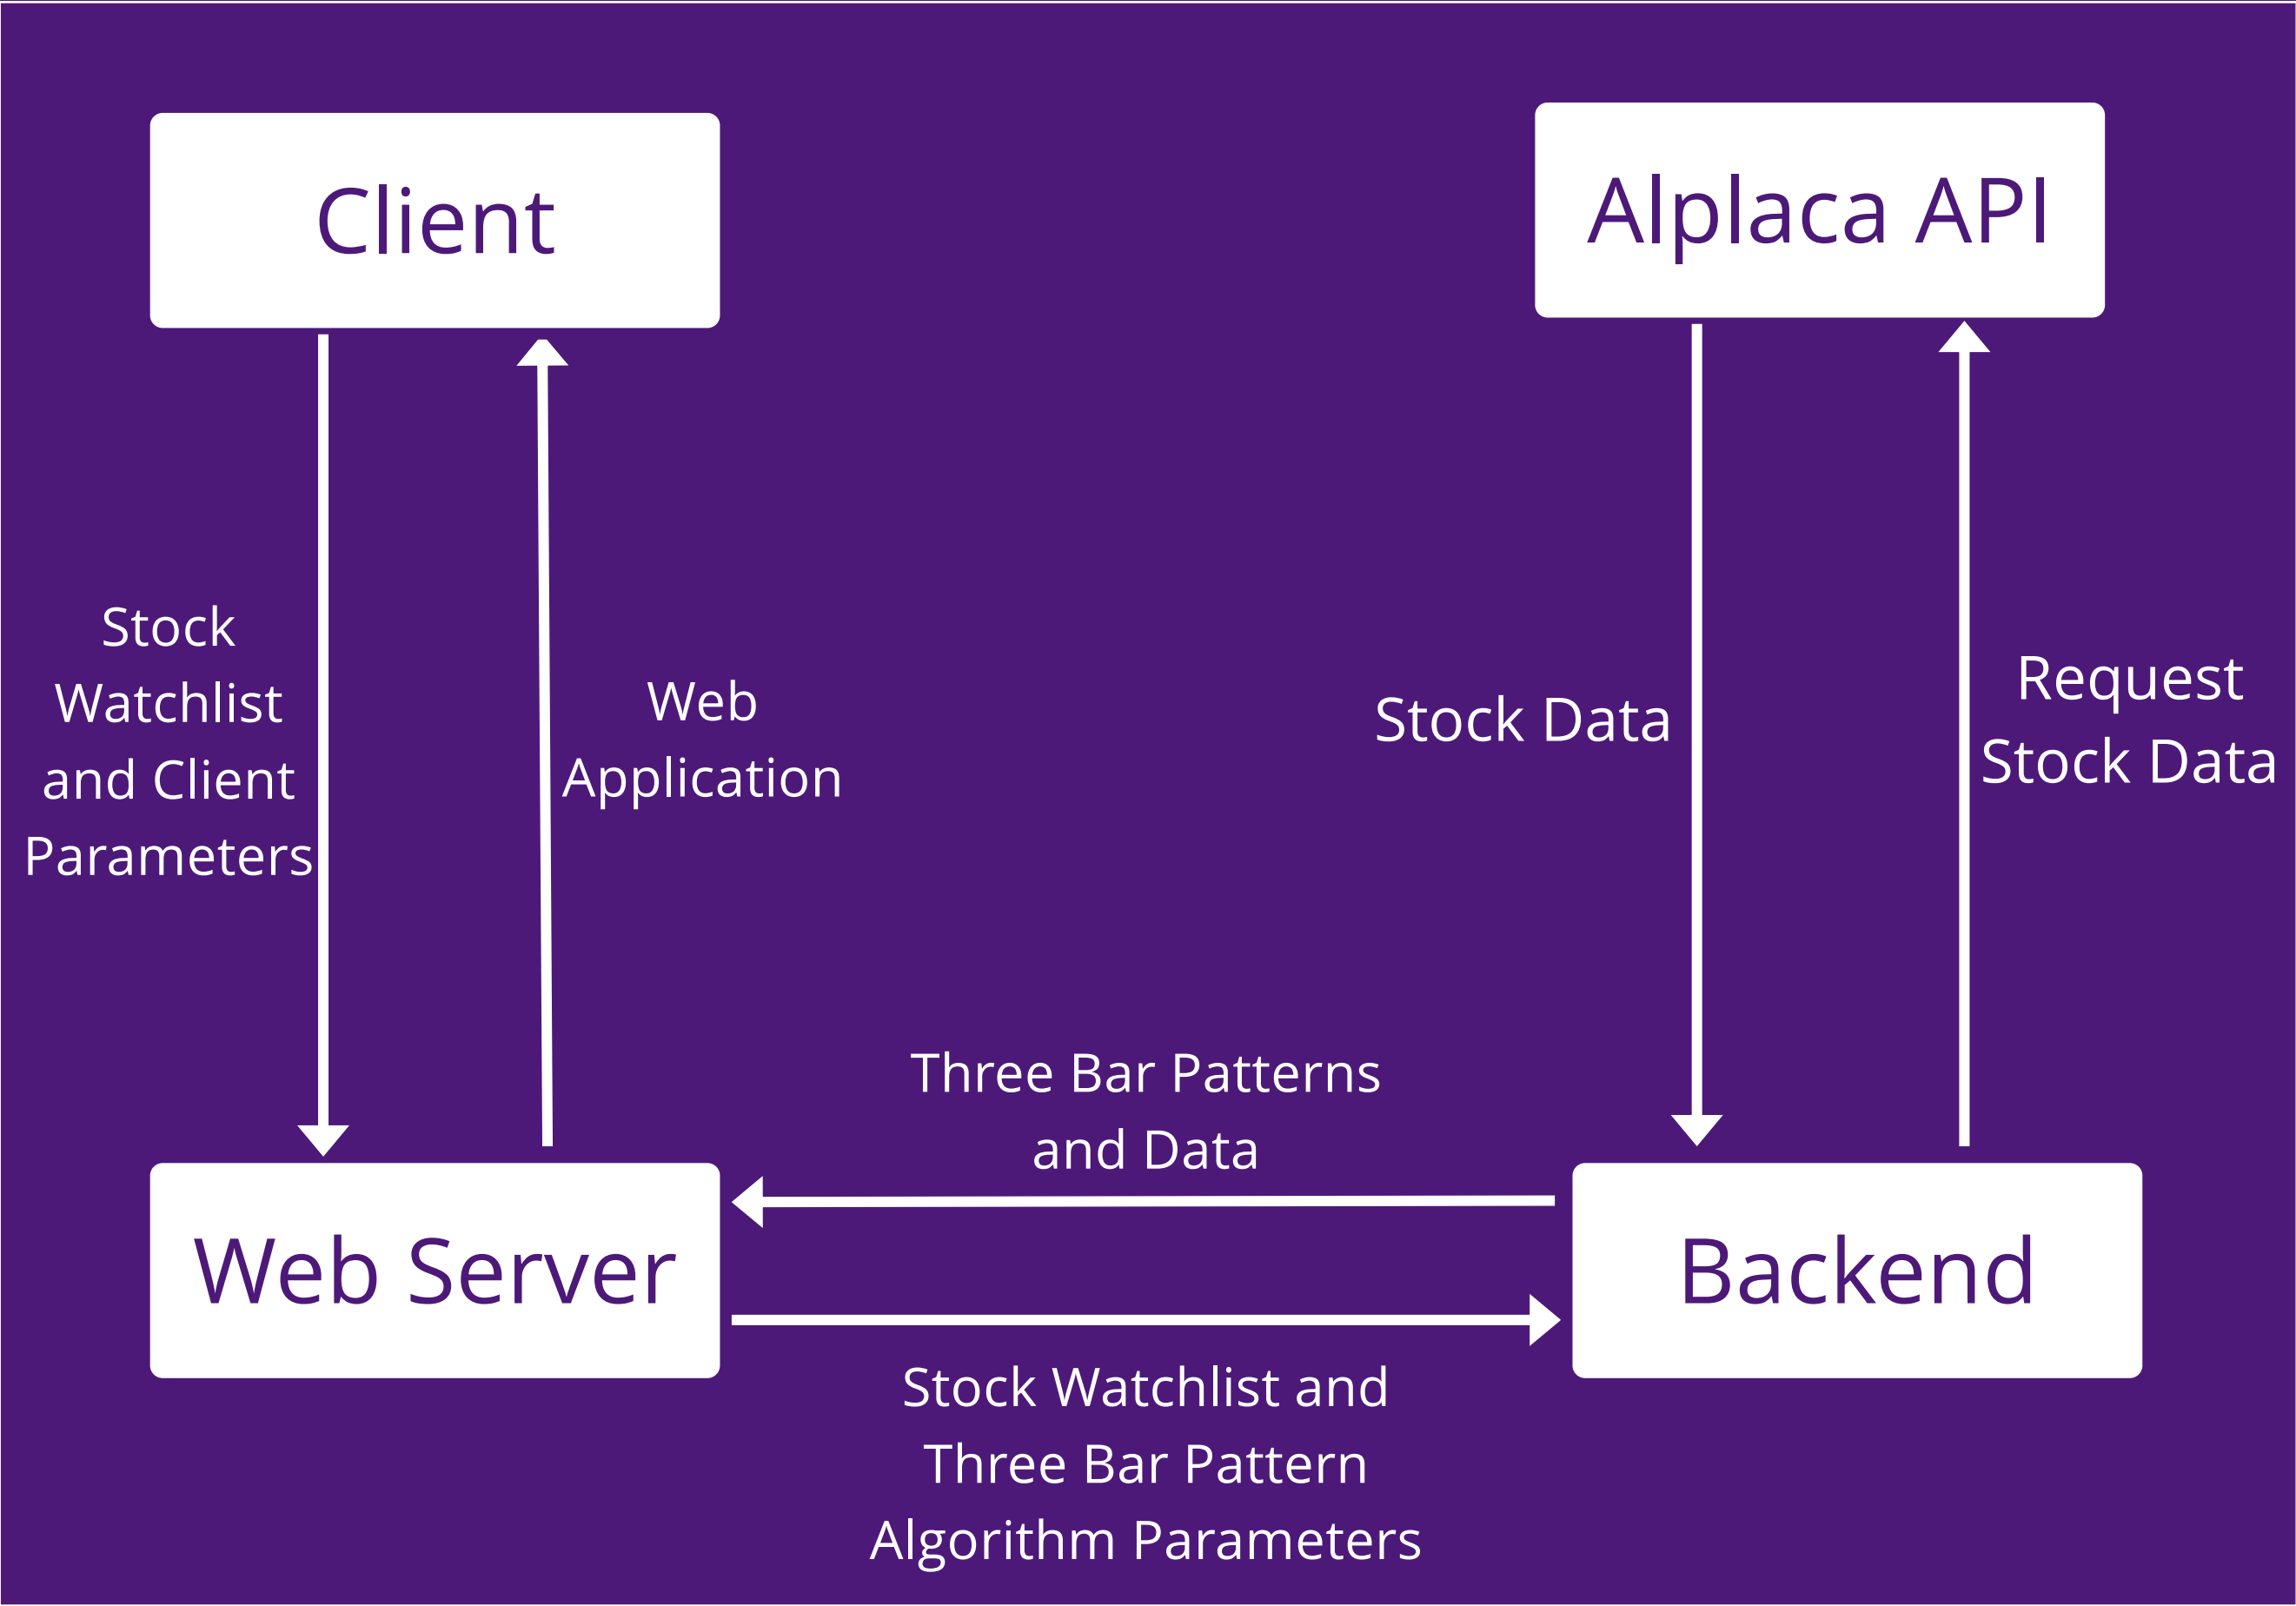 Client
Alplaca API
Stock
Watchlist
and Client
Parameters
Web
Application
Stock Data
Request
Stock Data
Three Bar Patterns
and Data
Web Server
Backend
Stock Watchlist and
Three Bar Pattern
Algorithm Parameters